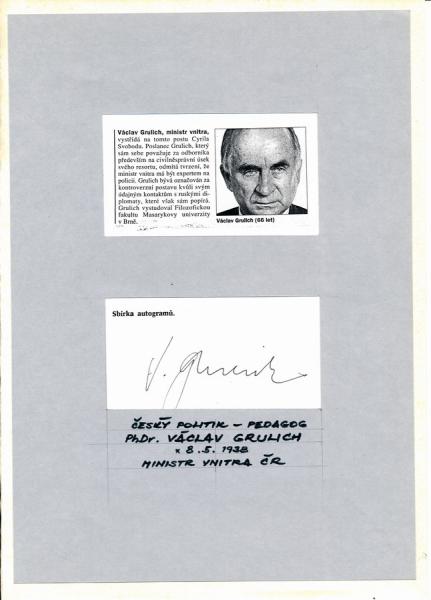 Václav Grulich, ministr vnitra,
vystřídá na tomto postu Cyrila
Svobodu. Poslanec Grulich, který
sám sebe považuje za odborníka
především na civilněsprávní úsek
svého resortu, odmítá tvrzení, že
ministr vnitra má být expertem na
policii. Grulich bývá označován za
kontroverzní postavu kvůli svým
údajným kontaktům s ruskými di-
plomaty, které však sám popírá.
Grulich vystudoval Filozofickou
fakultu Masarykovy univerzity
v Brně.
Václav Grulich (66 let)
Sbírka autogramů.
V. Grulich
ČESKÝ POLITIK – PEDAGOG
PhDr. VÁCLAV GRULICH
× 8. 5. 1938
MINISTR VNITRA ČR